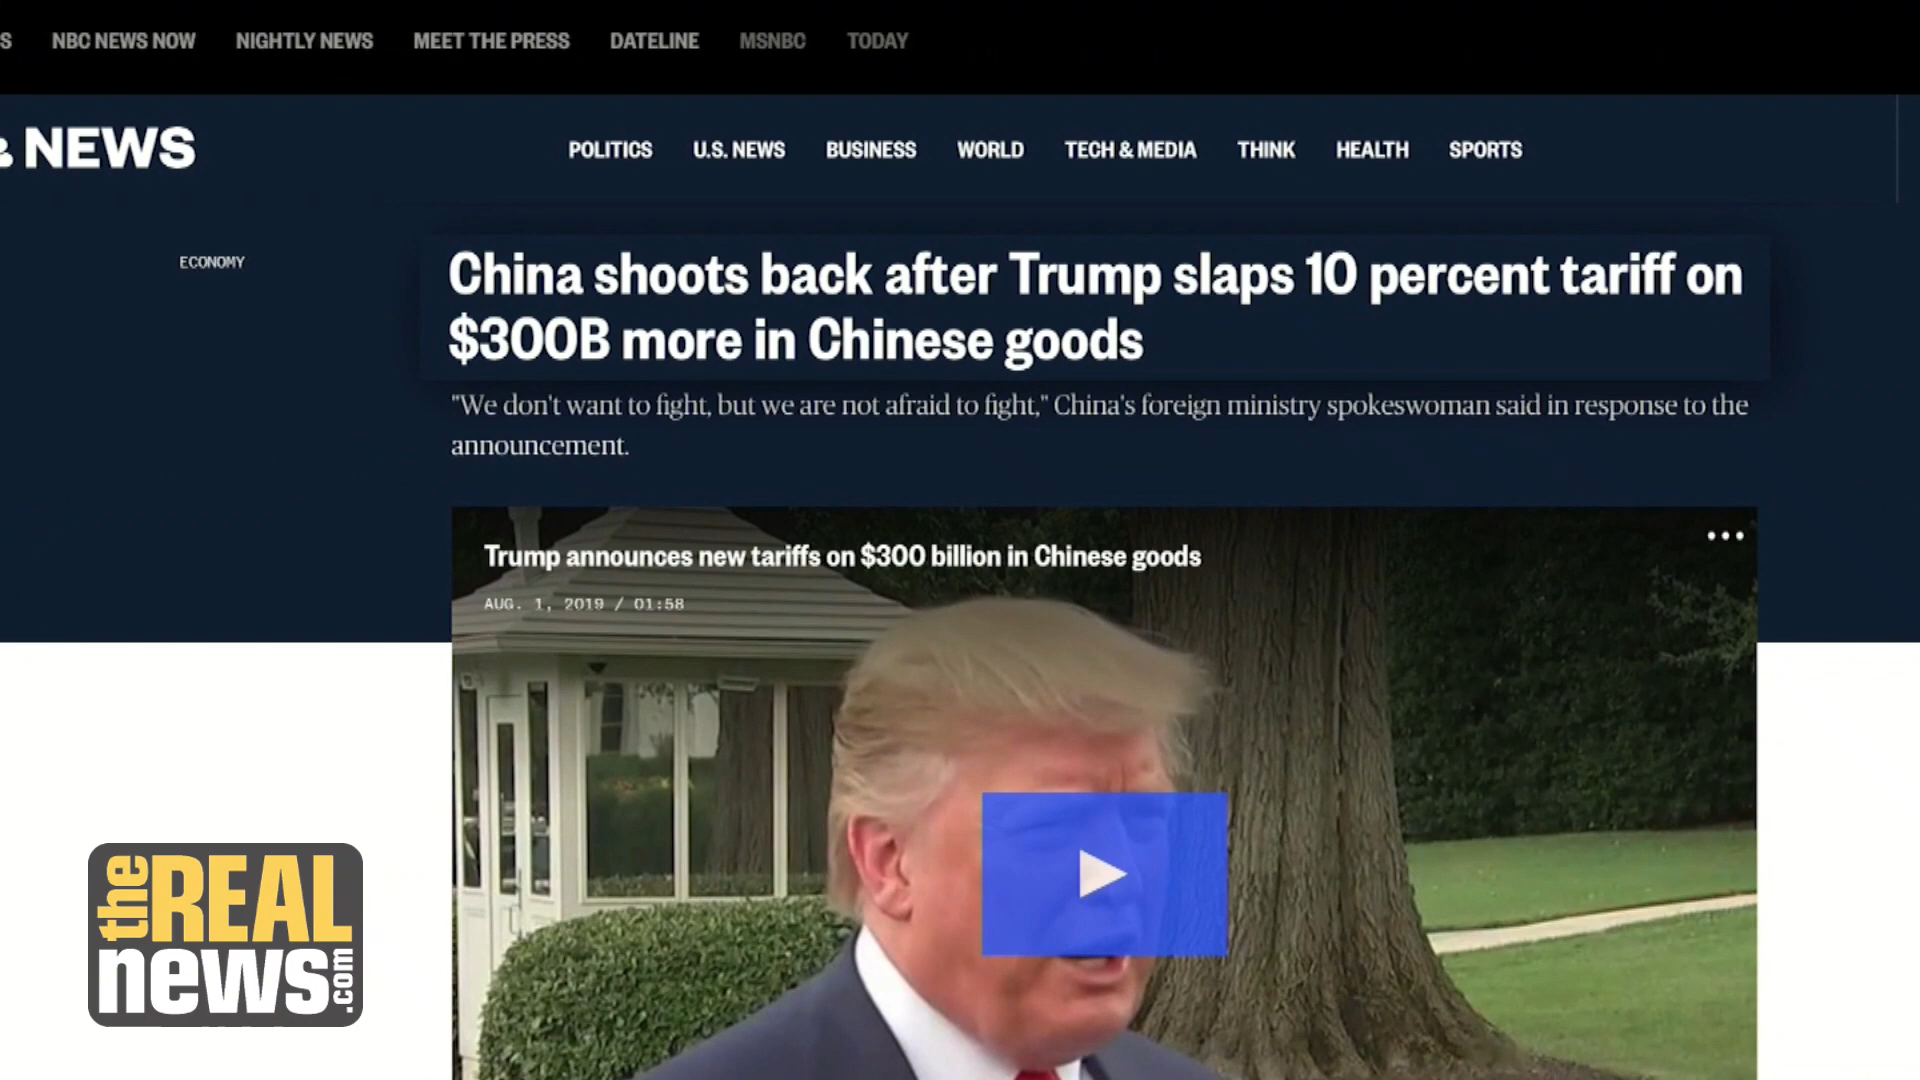 S NBC NEWS NOW NIGHTLY NEWS MEET THE PRESS DATELINE MSNBC TODAY
NEWS POLITICS U.S. NEWS BUSINESS WORLD TECH & MEDIA THINK HEALTH SPORTS
ECONOMY
China shoots back after Trump slaps 10 percent tariff on
$300B more in Chinese goods
"We don't want to fight, but we are not afraid to fight," China's foreign ministry spokeswoman said in response to the
announcement.
Trump announces new tariffs on $300 billion in Chinese goods
AUG. 1, 2019 / 01:58
the REAL
news.com